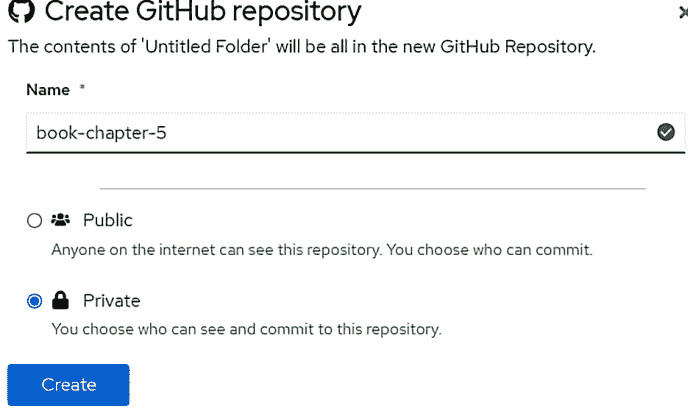 Create GitHub repository
The contents of 'Untitled Folder' will be all in the new GitHub Repository.
Name *
book-chapter-5
Public
Anyone on the internet can see this repository. You choose who can commit.
Private
You choose who can see and commit to this repository.
Create